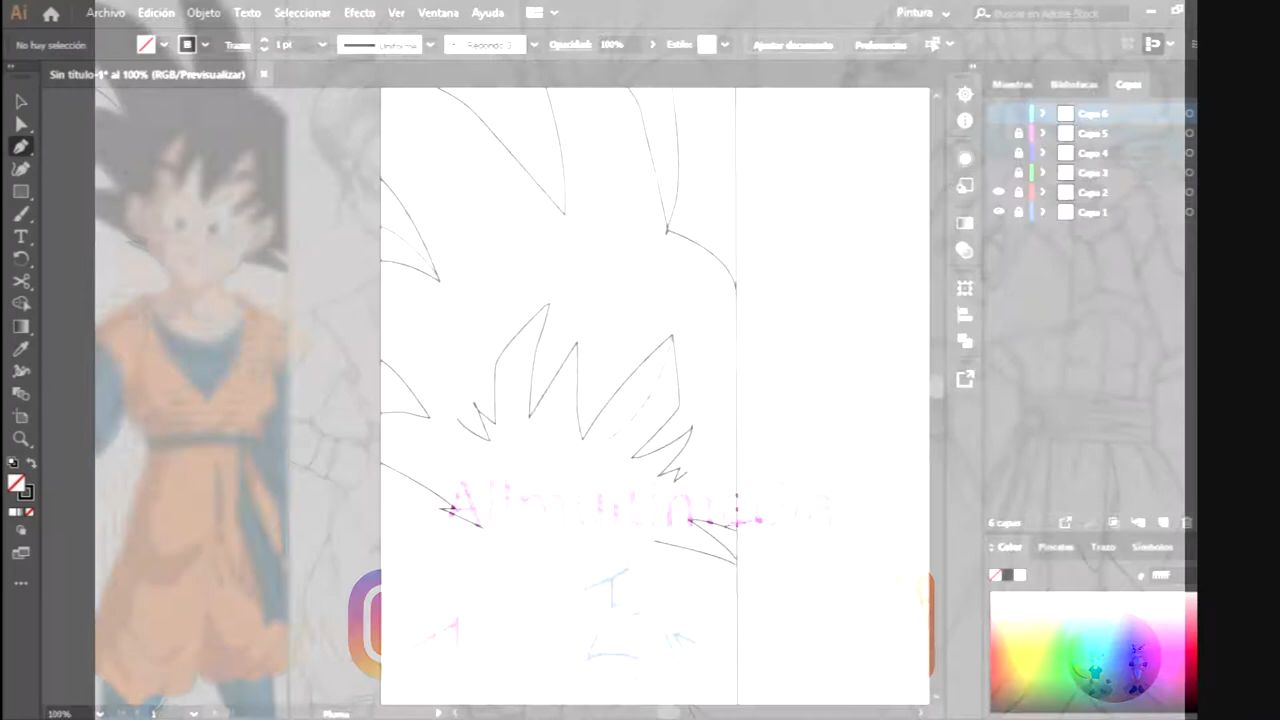 Ai Archivo Edición Objeto Texto Seleccionar Efecto Ver Ventana Ayuda Pintura Buscar en Adobe Stock
No hay selección Trazo: 1 pt Uniforme Redondo 3 Opacidad: 100% Estilo: Ajustar documento Preferencias
Sin título-1* al 100% (RGB/Previsualizar)
Muestras Bibliotecas Capas
Capa 6
Capa 5
Capa 4
Capa 3
Capa 2
Capa 1
6 capas
Color Pinceles Trazo Símbolos
100% 1 Pluma